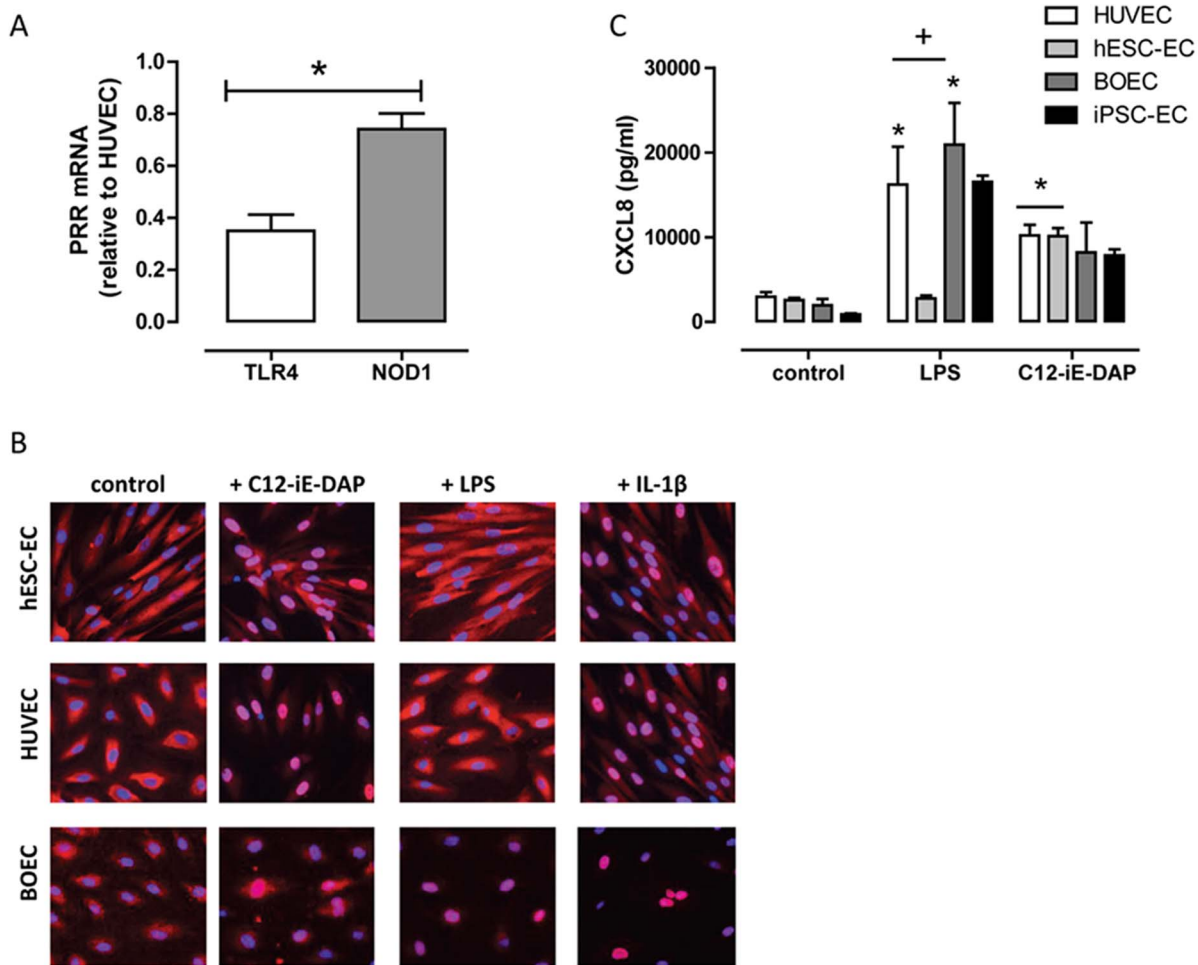 A
PRR mRNA
(relative to HUVEC)
1.0
0.8
0.6
0.4
0.2
0.0
*
TLR4
NOD1
C
HUVEC
hESC-EC
BOEC
iPSC-EC
CXCL8 (pg/ml)
30000
20000
10000
0
+
*
*
*
control
LPS
C12-iE-DAP
B
control
+ C12-iE-DAP
+ LPS
+ IL-1β
hESC-EC
HUVEC
BOEC